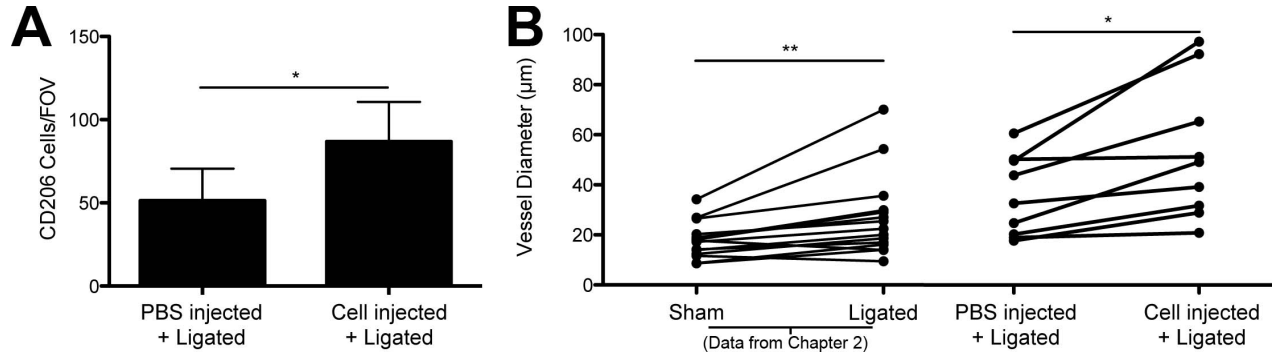 A
CD206 Cells/FOV
150
100
50
0
*
PBS injected
+ Ligated
Cell injected
+ Ligated
B
Vessel Diameter (μm)
100
80
60
40
20
0
**
*
Sham
Ligated
(Data from Chapter 2)
PBS injected
+ Ligated
Cell injected
+ Ligated